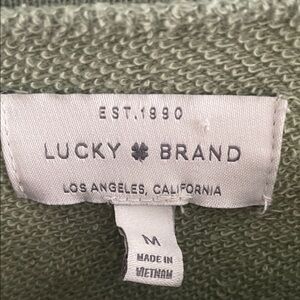 EST.1990
LUCKY BRAND
LOS ANGELES, CALIFORNIA
M
MADE IN
VIETNAM